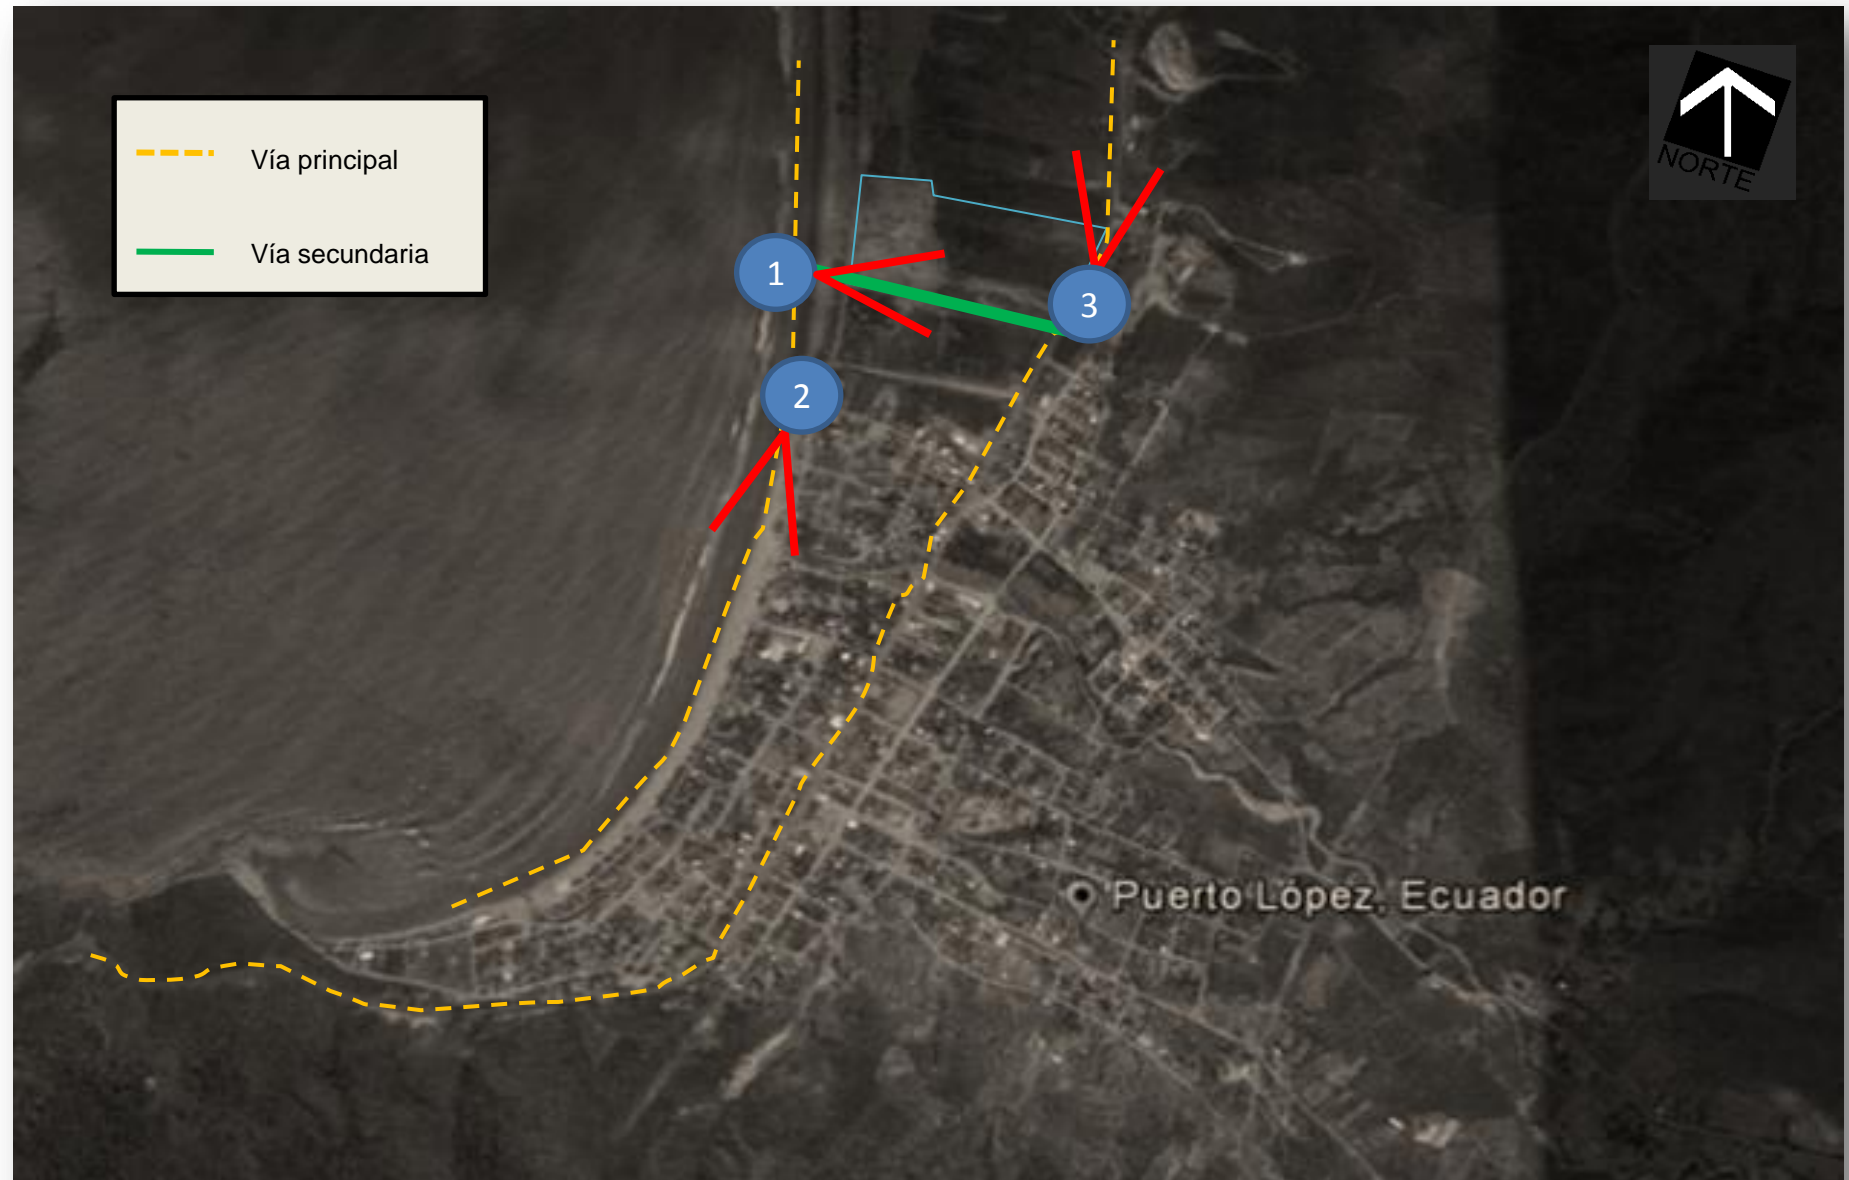 Vía principal
Vía secundaria
NORTE
1
2
3
Puerto López, Ecuador